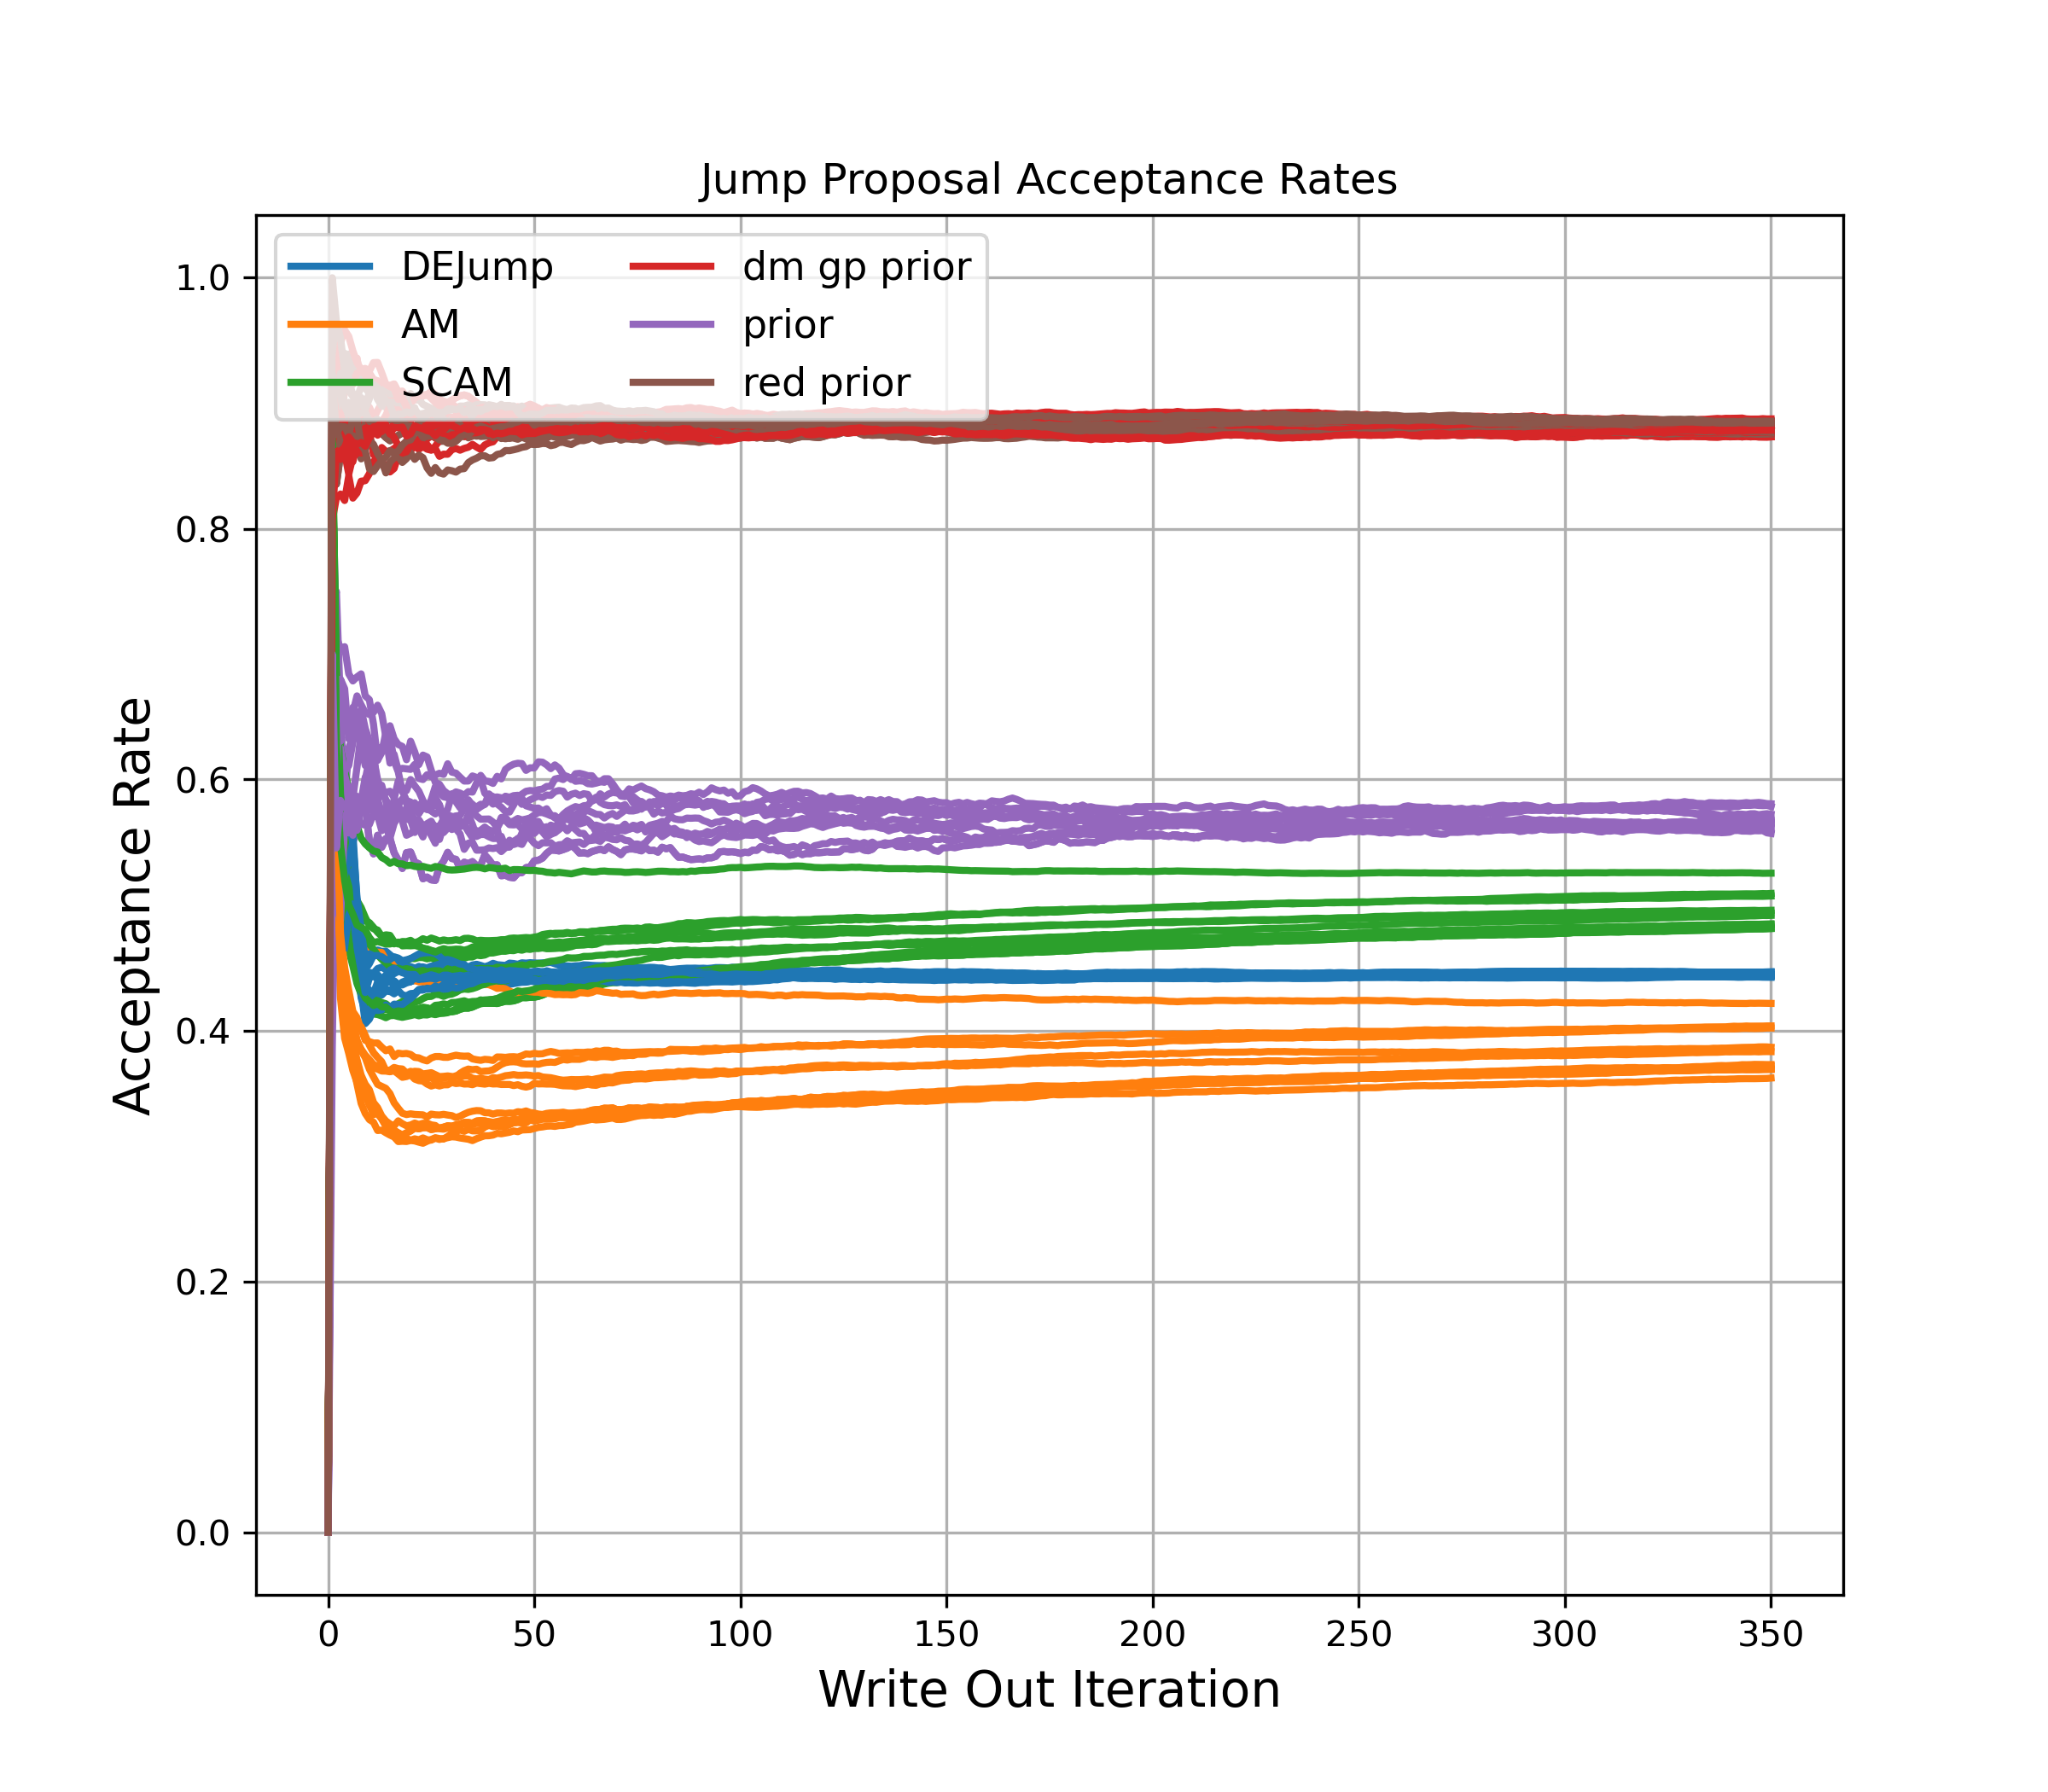 Jump Proposal Acceptance Rates
DEJump
AM
SCAM
dm gp prior
prior
red prior
Acceptance Rate
1.0
0.8
0.6
0.4
0.2
0.0
0 50 100 150 200 250 300 350
Write Out Iteration